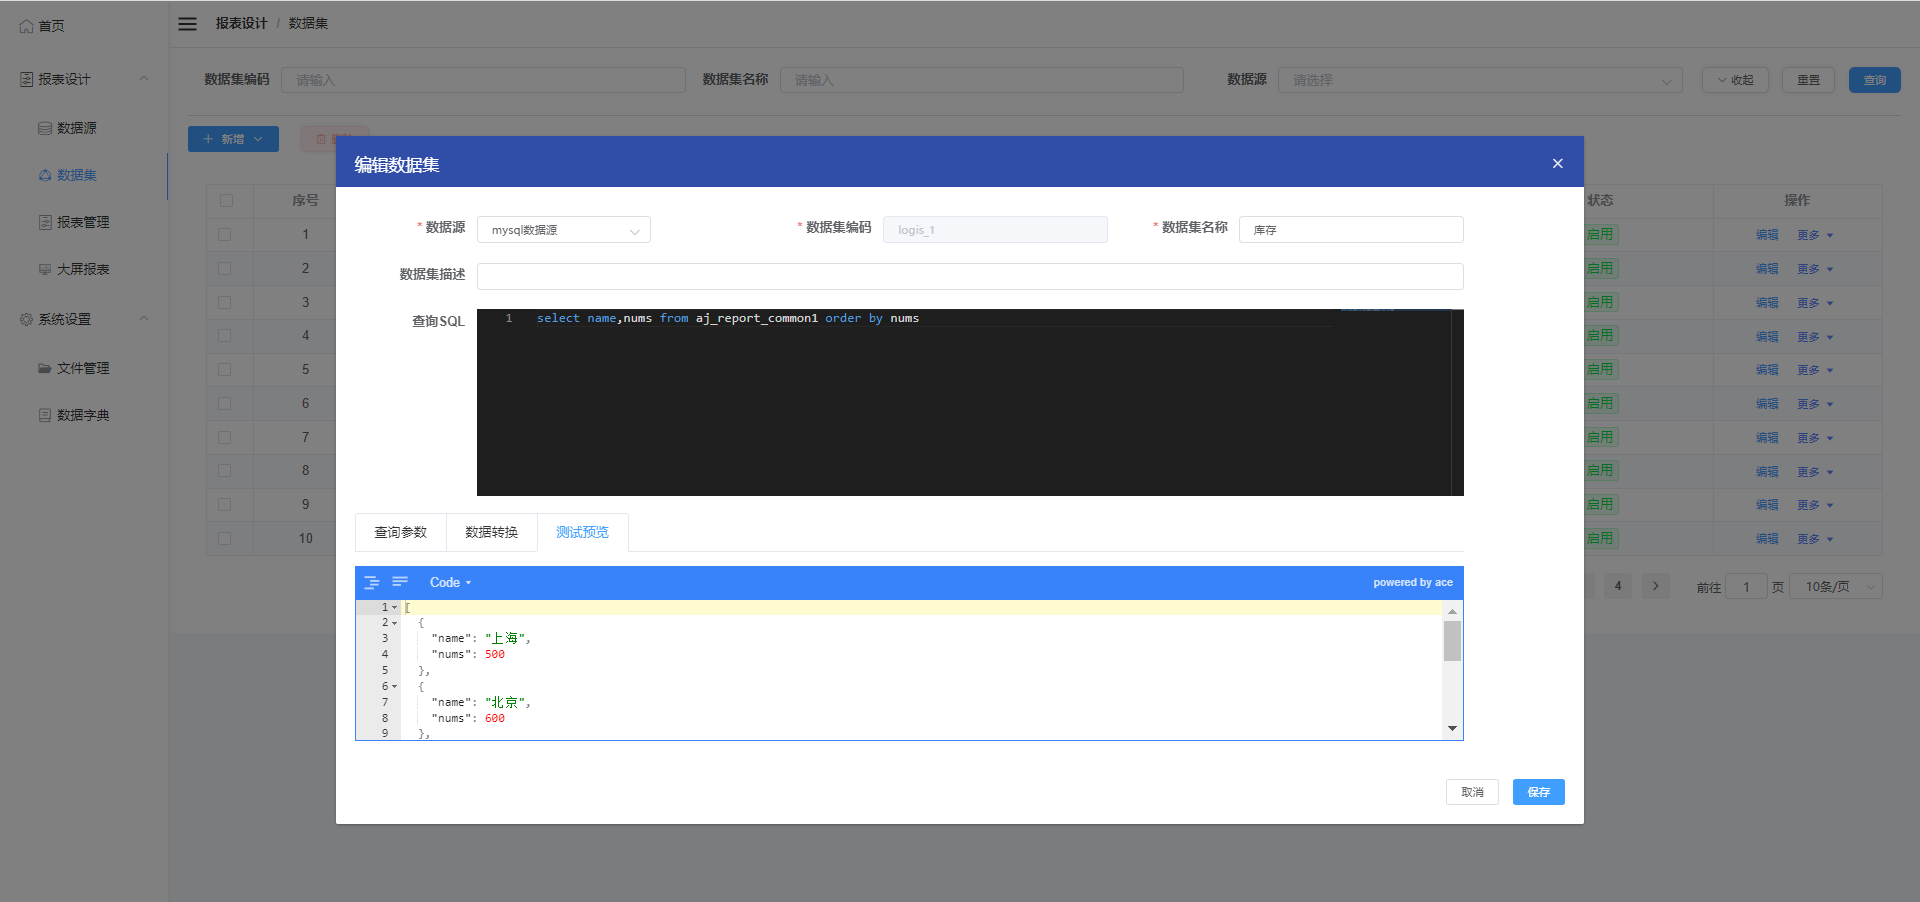 首页
报表设计 / 数据集
报表设计
数据源
数据集
报表管理
大屏报表
系统设置
文件管理
数据字典
数据集编码 请输入 数据集名称 请输入 数据源 请选择 收起 重置 查询
新增
序号 状态 操作
1 启用 编辑 更多
2 启用 编辑 更多
3 启用 编辑 更多
4 启用 编辑 更多
5 启用 编辑 更多
6 启用 编辑 更多
7 启用 编辑 更多
8 启用 编辑 更多
9 启用 编辑 更多
10 启用 编辑 更多
4 前往 1 页 10条/页
编辑数据集
* 数据源 mysql数据源 * 数据集编码 logis_1 * 数据集名称 库存
数据集描述
查询SQL
1 select name,nums from aj_report_common1 order by nums
查询参数 数据转换 测试预览
Code powered by ace
1 [
2 {
3 "name": "上海",
4 "nums": 500
5 },
6 {
7 "name": "北京",
8 "nums": 600
9 },
取消 保存